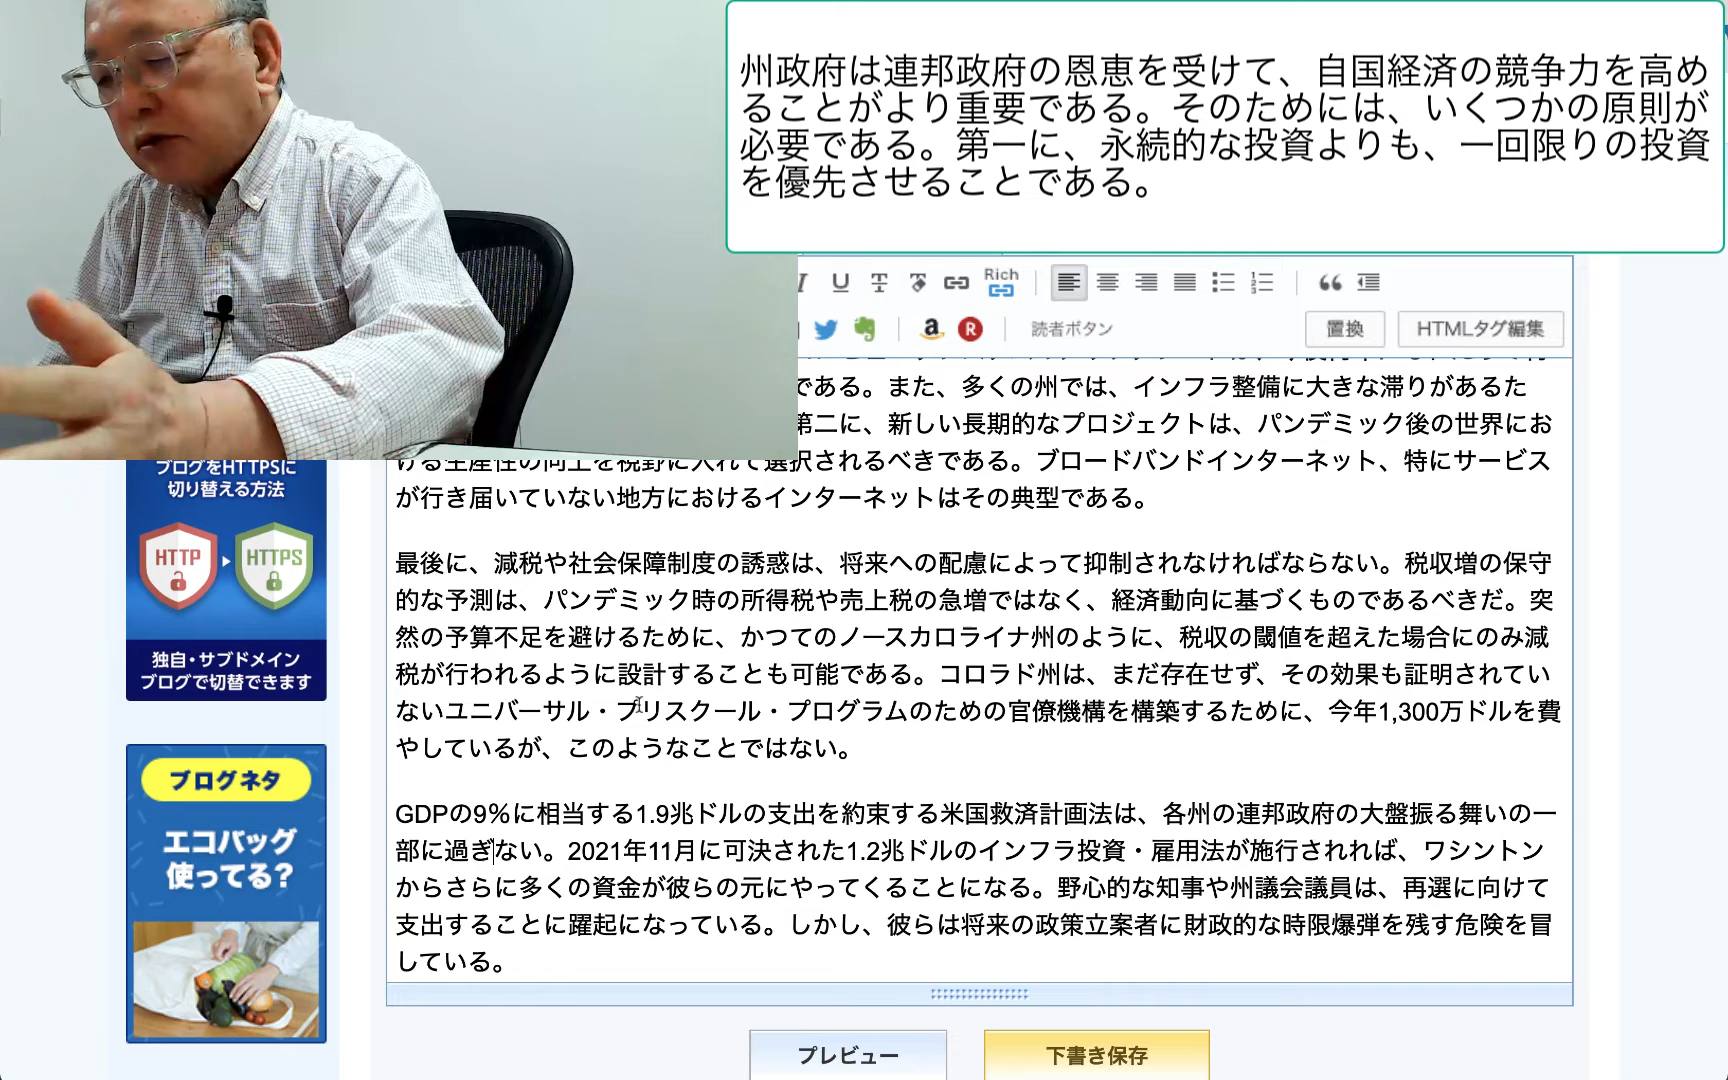 州政府は連邦政府の恩恵を受けて、自国経済の競争力を高め
ることがより重要である。そのためには、いくつかの原則が
必要である。第一に、永続的な投資よりも、一回限りの投資
を優先させることである。
Rich
読者ボタン
置換
HTMLタグ編集
である。また、多くの州では、インフラ整備に大きな滞りがあるた
第二に、新しい長期的なプロジェクトは、パンデミック後の世界にお
ける生産性の向上を視野に入れて選択されるべきである。ブロードバンドインターネット、特にサービス
が行き届いていない地方におけるインターネットはその典型である。
最後に、減税や社会保障制度の誘惑は、将来への配慮によって抑制されなければならない。税収増の保守
的な予測は、パンデミック時の所得税や売上税の急増ではなく、経済動向に基づくものであるべきだ。突
然の予算不足を避けるために、かつてのノースカロライナ州のように、税収の閾値を超えた場合にのみ減
税が行われるように設計することも可能である。コロラド州は、まだ存在せず、その効果も証明されてい
ないユニバーサル・プリスクール・プログラムのための官僚機構を構築するために、今年1,300万ドルを費
やしているが、このようなことではない。
GDPの9％に相当する1.9兆ドルの支出を約束する米国救済計画法は、各州の連邦政府の大盤振る舞いの一
部に過ぎない。2021年11月に可決された1.2兆ドルのインフラ投資・雇用法が施行されれば、ワシントン
からさらに多くの資金が彼らの元にやってくることになる。野心的な知事や州議会議員は、再選に向けて
支出することに躍起になっている。しかし、彼らは将来の政策立案者に財政的な時限爆弾を残す危険を冒
している。
ブログをHTTPSに
切り替える方法
HTTP
HTTPS
独自・サブドメイン
ブログで切替できます
ブログネタ
エコバッグ
使ってる?
プレビュー
下書き保存